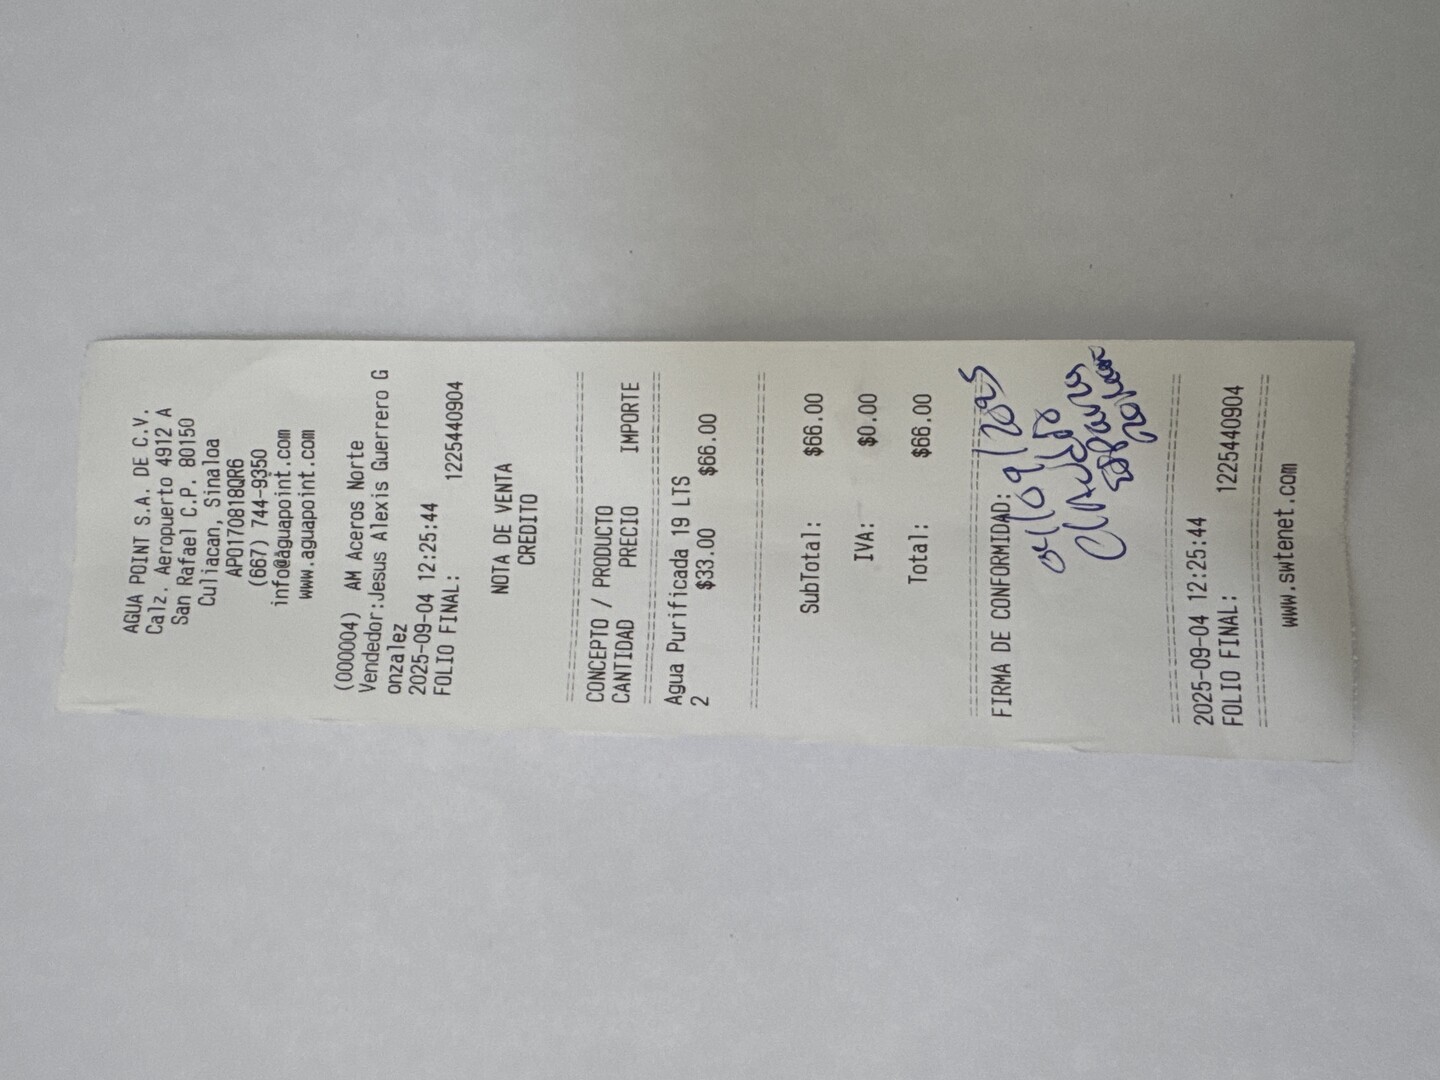 AGUA POINT S.A. DE C.V.
Calz. Aeropuerto 4912 A
San Rafael C.P. 80150
Culiacan, Sinaloa
APO170818QR6
(667) 744-9350
info@aguapoint.com
www.aguapoint.com
(000004) AM Aceros Norte
Vendedor:Jesus Alexis Guerrero G
onzalez
2025-09-04 12:25:44
FOLIO FINAL: 1225440904
NOTA DE VENTA
CREDITO
CONCEPTO / PRODUCTO
CANTIDAD PRECIO IMPORTE
Agua Purificada 19 LTS
2 $33.00 $66.00
SubTotal: $66.00
IVA: $0.00
Total: $66.00
FIRMA DE CONFORMIDAD:
04/09/2025
2025-09-04 12:25:44
FOLIO FINAL: 1225440904
www.swtenet.com